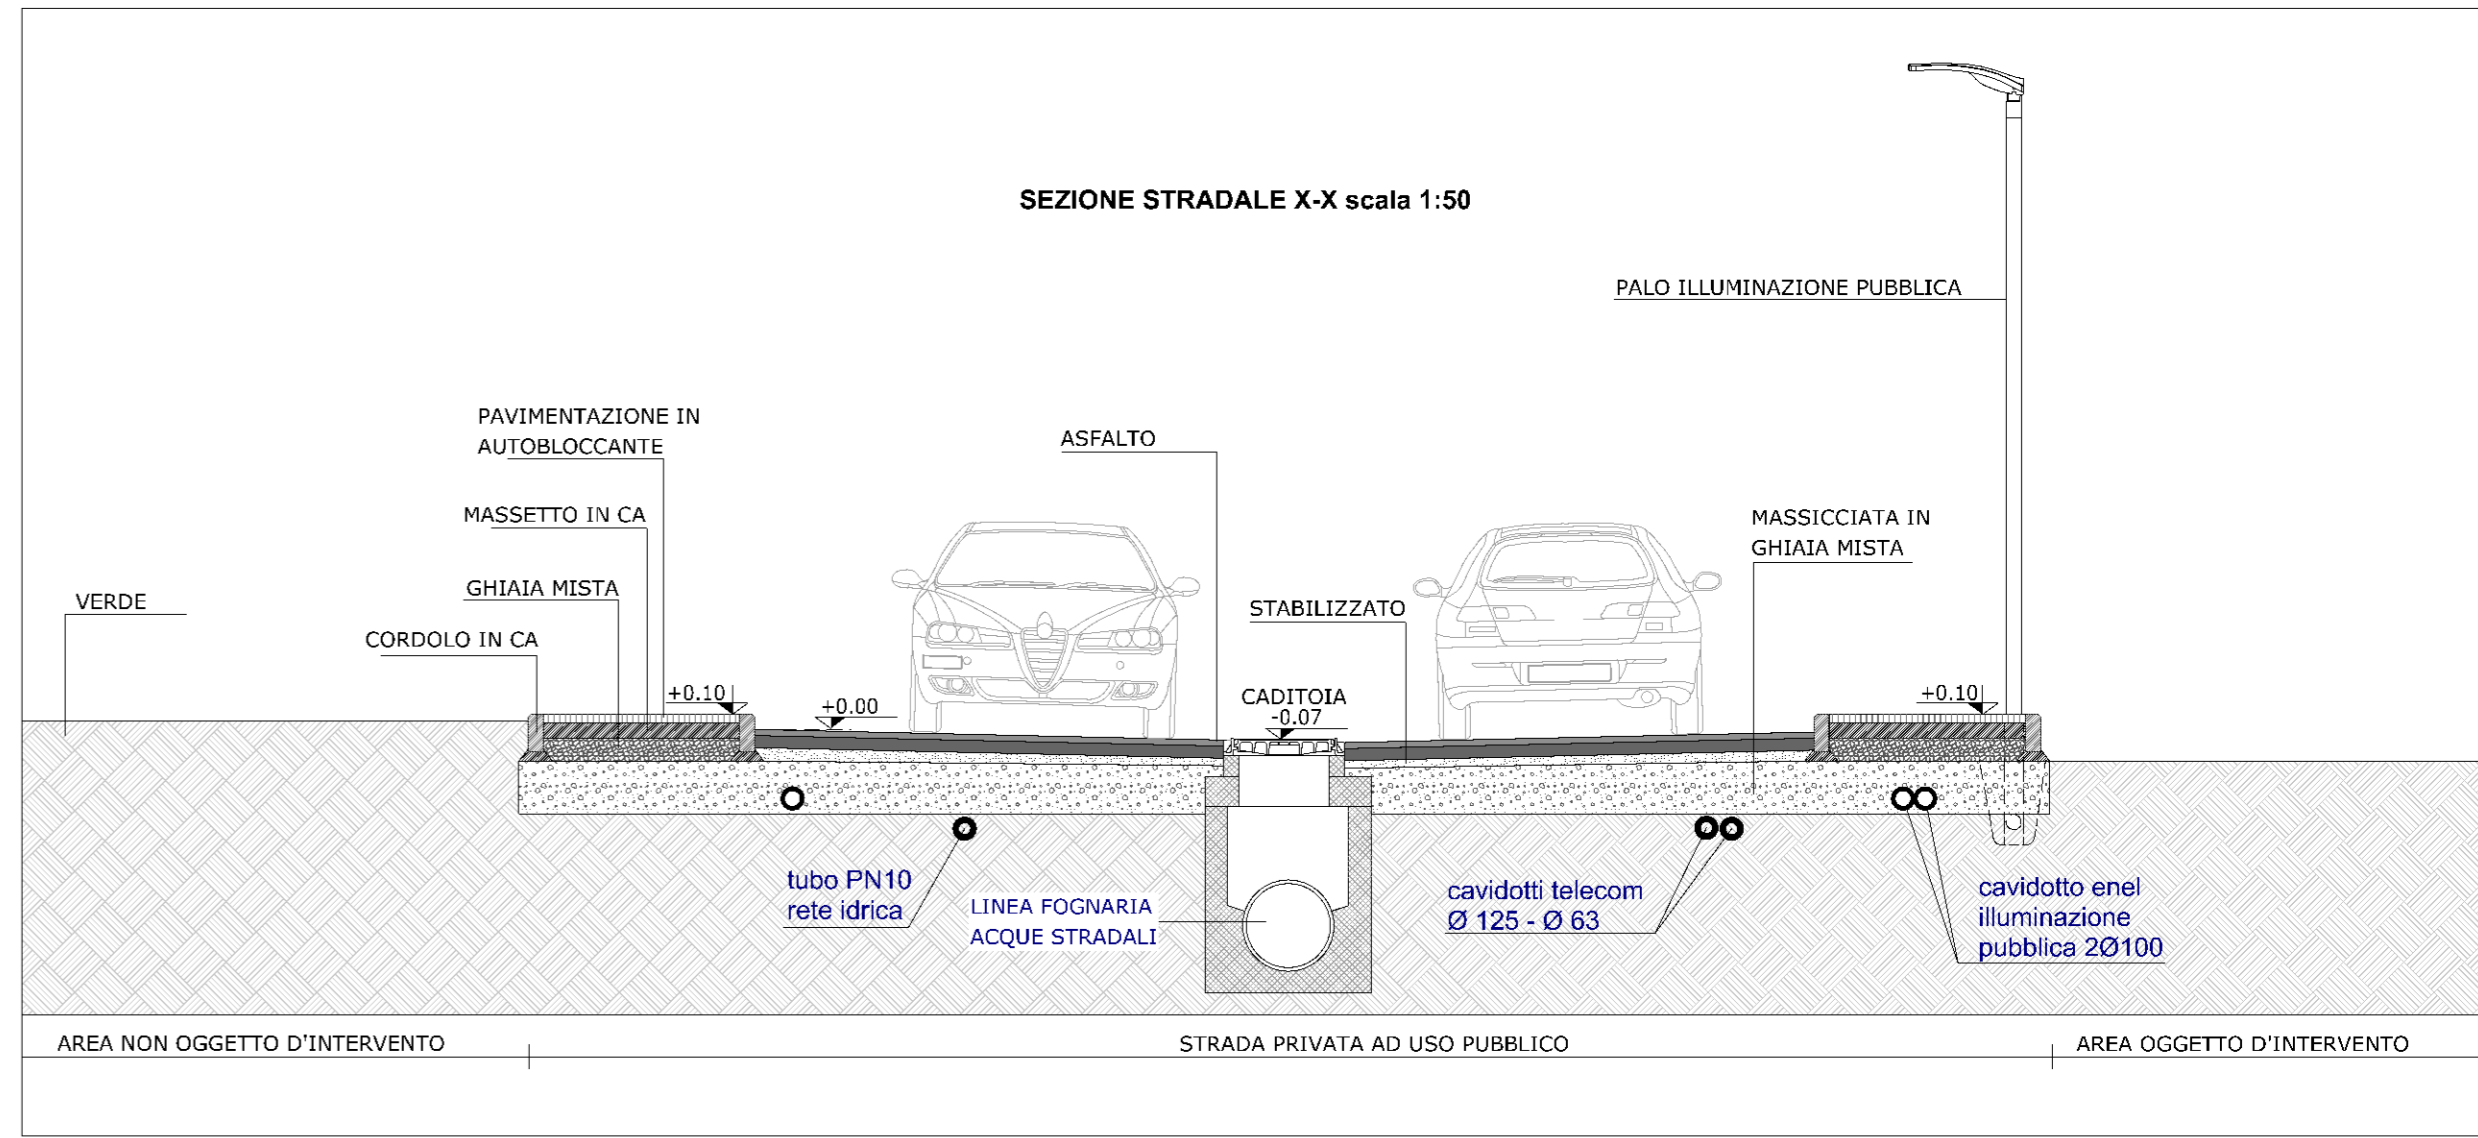 SEZIONE STRADALE X-X scala 1:50
PALO ILLUMINAZIONE PUBBLICA
PAVIMENTAZIONE IN
AUTOBLOCCANTE
ASFALTO
MASSETTO IN CA
MASSICCIATA IN
GHIAIA MISTA
GHIAIA MISTA
VERDE
STABILIZZATO
CORDOLO IN CA
+0.10
+0.00
CADITOIA
-0.07
+0.10
tubo PN10
rete idrica
LINEA FOGNARIA
ACQUE STRADALI
cavidotti telecom
Ø 125 - Ø 63
cavidotto enel
illuminazione
pubblica 2Ø100
AREA NON OGGETTO D'INTERVENTO
STRADA PRIVATA AD USO PUBBLICO
AREA OGGETTO D'INTERVENTO